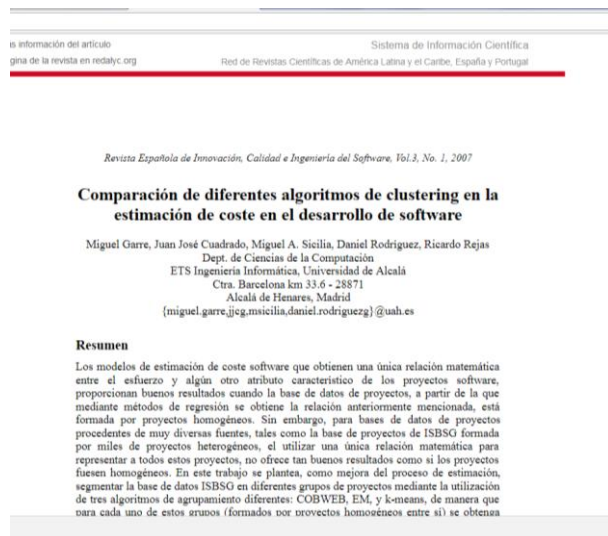 información del artículo
Sistema de Información Científica
de la revista en redalyc.org
Red de Revistas Científicas de América Latina y el Caribe, España y Portugal
Revista Española de Innovación, Calidad e Ingeniería del Software, Vol.3, No. 1, 2007
Comparación de diferentes algoritmos de clustering en la
estimación de coste en el desarrollo de software
Miguel Garre, Juan José Cuadrado, Miguel A. Sicilia, Daniel Rodríguez, Ricardo Rejas
Dept. de Ciencias de la Computación
ETS Ingeniería Informática, Universidad de Alcalá
Ctra. Barcelona km 33.6 - 28871
Alcalá de Henares, Madrid
{miguel.garre,jjcg,msicilia,daniel.rodriguezg}@uah.es
Resumen
Los modelos de estimación de coste software que obtienen una única relación matemática
entre el esfuerzo y algún otro atributo característico de los proyectos software,
proporcionan buenos resultados cuando la base de datos de proyectos, a partir de la que
mediante métodos de regresión se obtiene la relación anteriormente mencionada, está
formada por proyectos homogéneos. Sin embargo, para bases de datos de proyectos
procedentes de muy diversas fuentes, tales como la base de proyectos de ISBSG formada
por miles de proyectos heterogéneos, el utilizar una única relación matemática para
representar a todos estos proyectos, no ofrece tan buenos resultados como si los proyectos
fuesen homogéneos. En este trabajo se plantea, como mejora del proceso de estimación,
segmentar la base de datos ISBSG en diferentes grupos de proyectos mediante la utilización
de tres algoritmos de agrupamiento diferentes: COBWEB, EM, y k-means, de manera que
para cada uno de estos grupos (formados por proyectos homogéneos entre sí) se obtenga